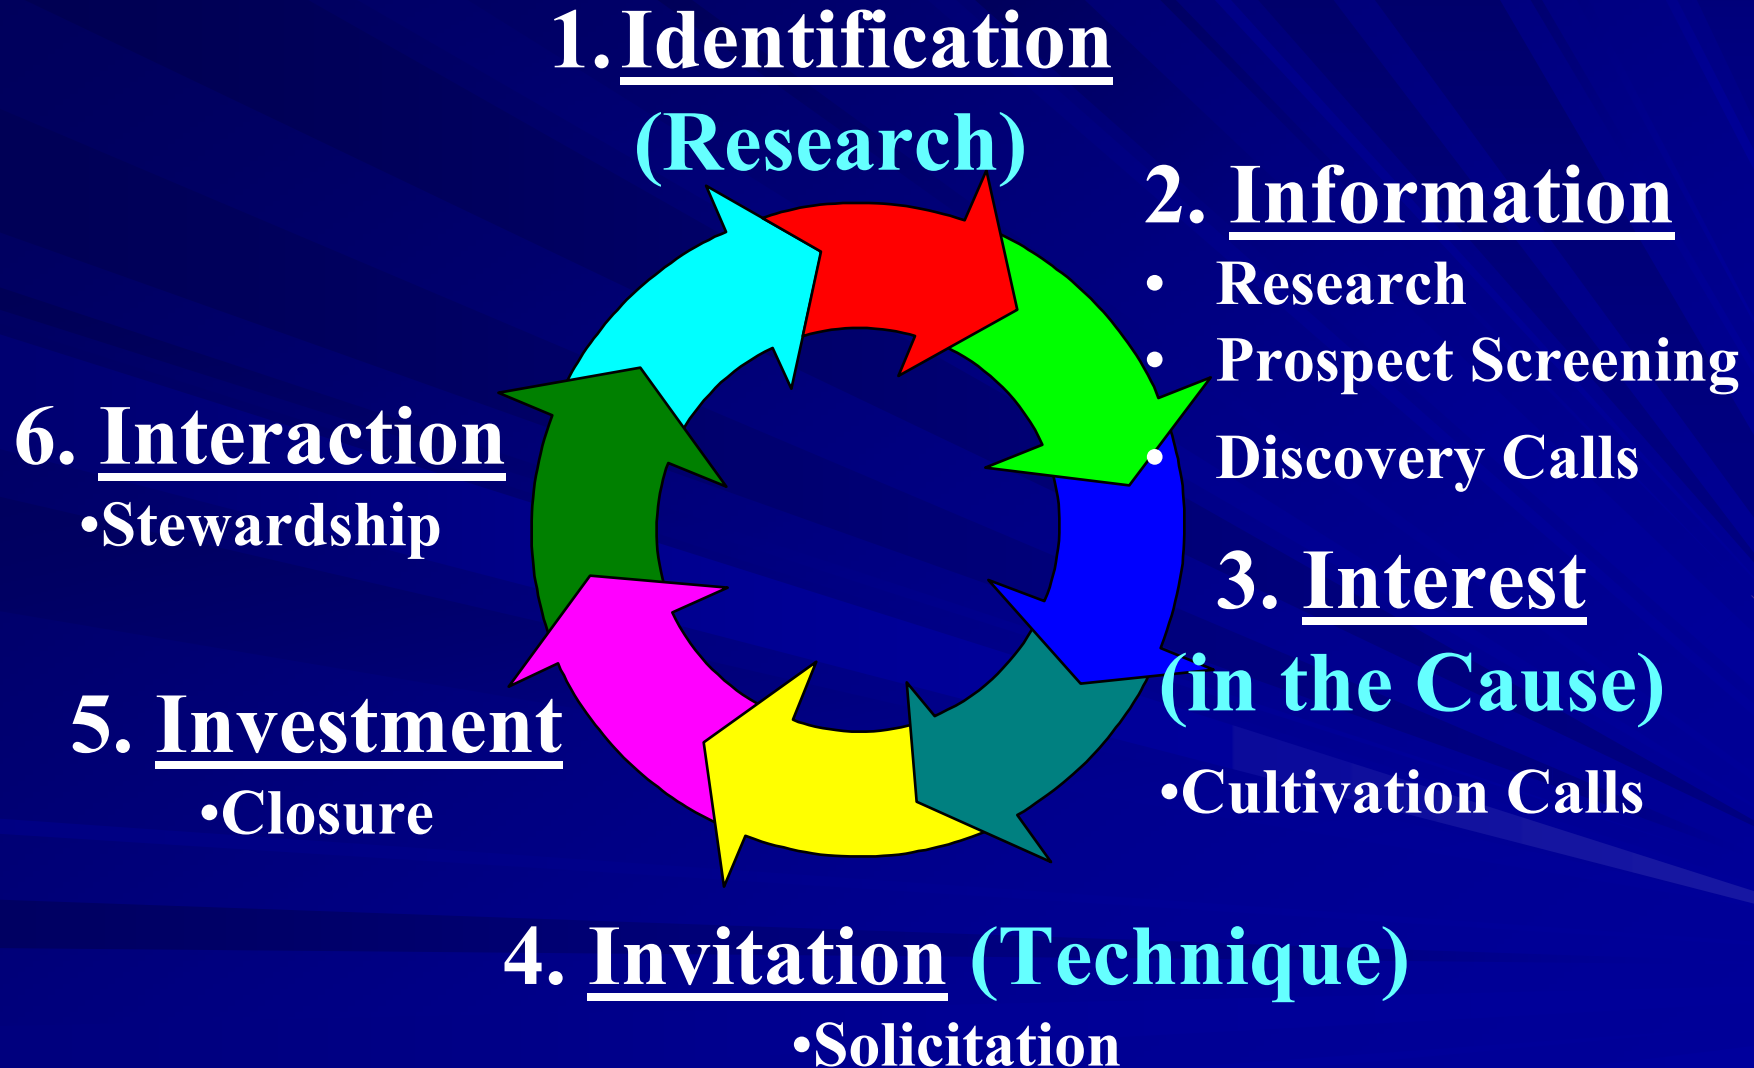 1. Identification
(Research)
2. Information
• Research
• Prospect Screening
• Discovery Calls
3. Interest
(in the Cause)
•Cultivation Calls
4. Invitation (Technique)
•Solicitation
5. Investment
•Closure
6. Interaction
•Stewardship